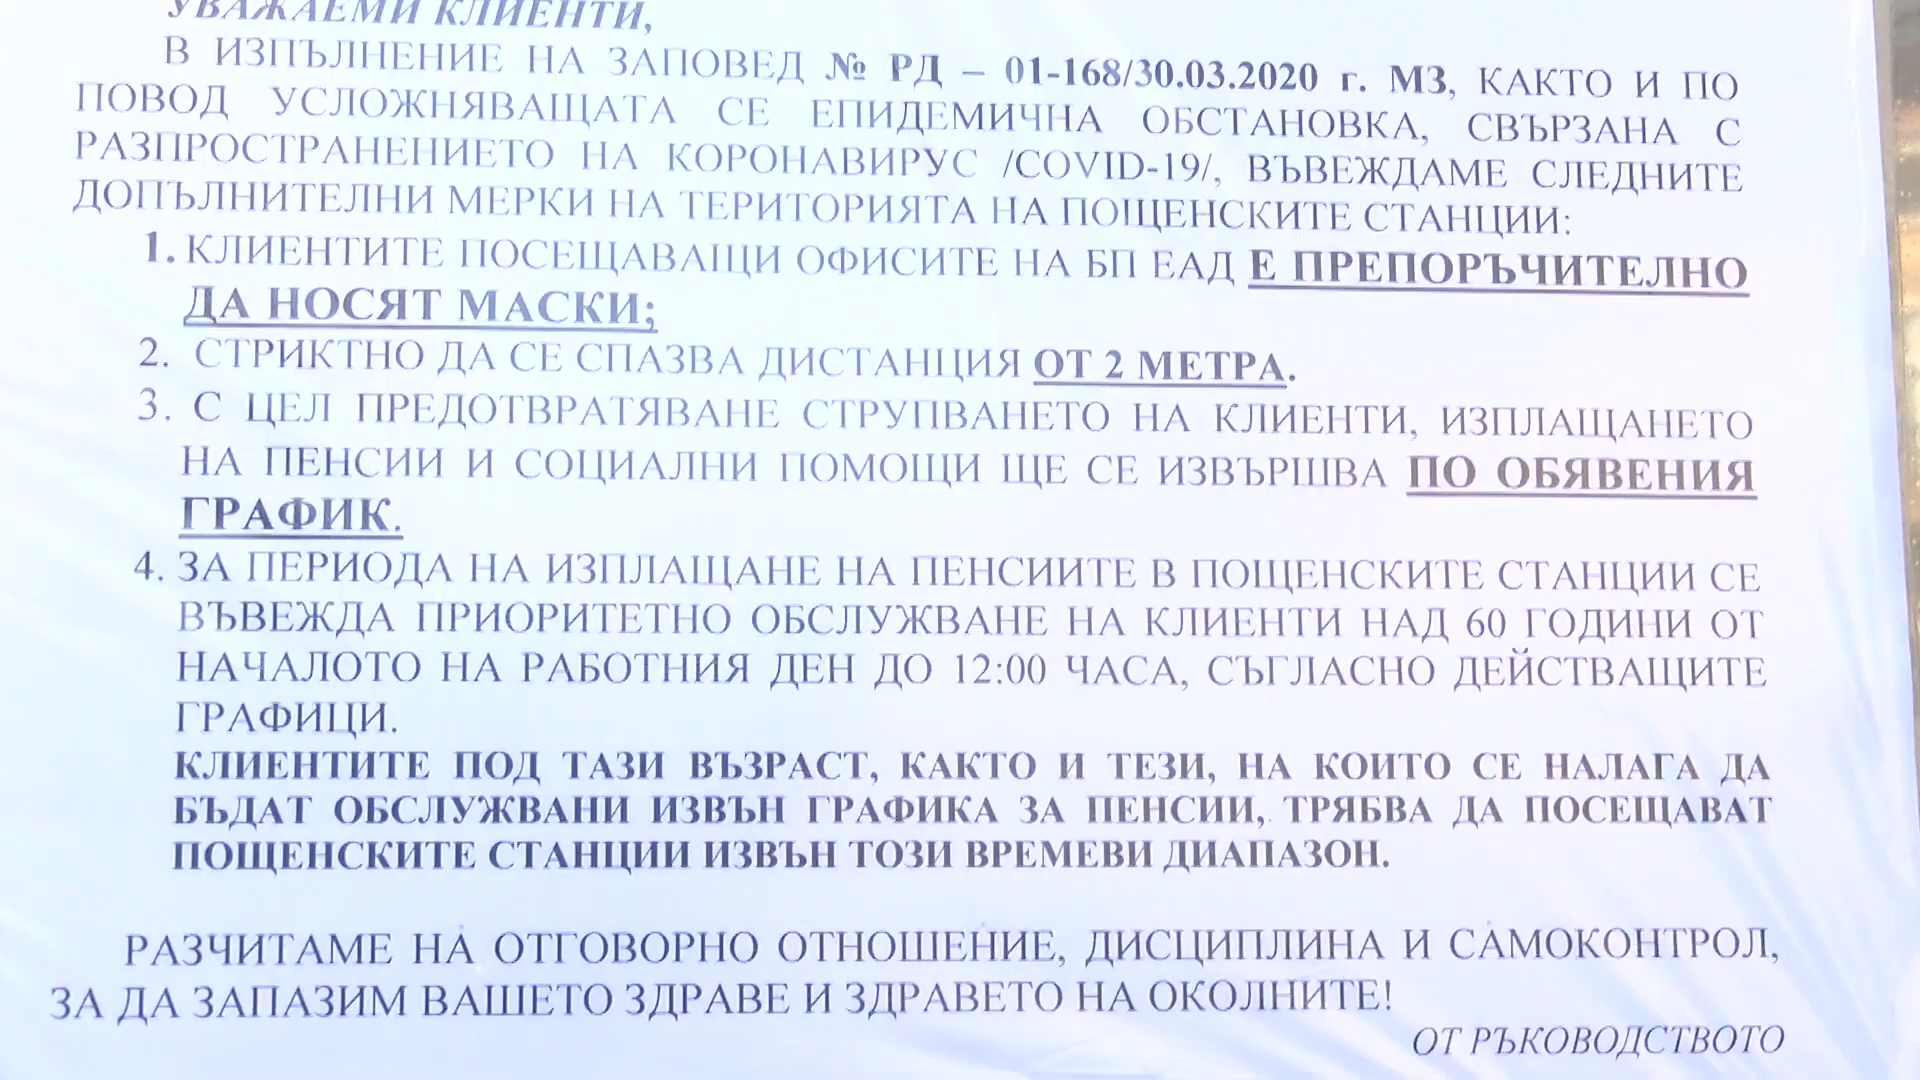 УВАЖАЕМИ КЛИЕНТИ,
В ИЗПЪЛНЕНИЕ НА ЗАПОВЕД № РД – 01-168/30.03.2020 г. МЗ, КАКТО И ПО
ПОВОД УСЛОЖНЯВАЩАТА СЕ ЕПИДЕМИЧНА ОБСТАНОВКА, СВЪРЗАНА С
РАЗПРОСТРАНЕНИЕТО НА КОРОНАВИРУС /COVID-19/, ВЪВЕЖДАМЕ СЛЕДНИТЕ
ДОПЪЛНИТЕЛНИ МЕРКИ НА ТЕРИТОРИЯТА НА ПОЩЕНСКИТЕ СТАНЦИИ:
1. КЛИЕНТИТЕ ПОСЕЩАВАЩИ ОФИСИТЕ НА БП ЕАД Е ПРЕПОРЪЧИТЕЛНО
ДА НОСЯТ МАСКИ;
2. СТРИКТНО ДА СЕ СПАЗВА ДИСТАНЦИЯ ОТ 2 МЕТРА.
3. С ЦЕЛ ПРЕДОТВРАТЯВАНЕ СТРУПВАНЕТО НА КЛИЕНТИ, ИЗПЛАЩАНЕТО
НА ПЕНСИИ И СОЦИАЛНИ ПОМОЩИ ЩЕ СЕ ИЗВЪРШВА ПО ОБЯВЕНИЯ
ГРАФИК.
4. ЗА ПЕРИОДА НА ИЗПЛАЩАНЕ НА ПЕНСИИТЕ В ПОЩЕНСКИТЕ СТАНЦИИ СЕ
ВЪВЕЖДА ПРИОРИТЕТНО ОБСЛУЖВАНЕ НА КЛИЕНТИ НАД 60 ГОДИНИ ОТ
НАЧАЛОТО НА РАБОТНИЯ ДЕН ДО 12:00 ЧАСА, СЪГЛАСНО ДЕЙСТВАЩИТЕ
ГРАФИЦИ.
КЛИЕНТИТЕ ПОД ТАЗИ ВЪЗРАСТ, КАКТО И ТЕЗИ, НА КОИТО СЕ НАЛАГА ДА
БЪДАТ ОБСЛУЖВАНИ ИЗВЪН ГРАФИКА ЗА ПЕНСИИ, ТРЯБВА ДА ПОСЕЩАВАТ
ПОЩЕНСКИТЕ СТАНЦИИ ИЗВЪН ТОЗИ ВРЕМЕВИ ДИАПАЗОН.
РАЗЧИТАМЕ НА ОТГОВОРНО ОТНОШЕНИЕ, ДИСЦИПЛИНА И САМОКОНТРОЛ,
ЗА ДА ЗАПАЗИМ ВАШЕТО ЗДРАВЕ И ЗДРАВЕТО НА ОКОЛНИТЕ!
ОТ РЪКОВОДСТВОТО